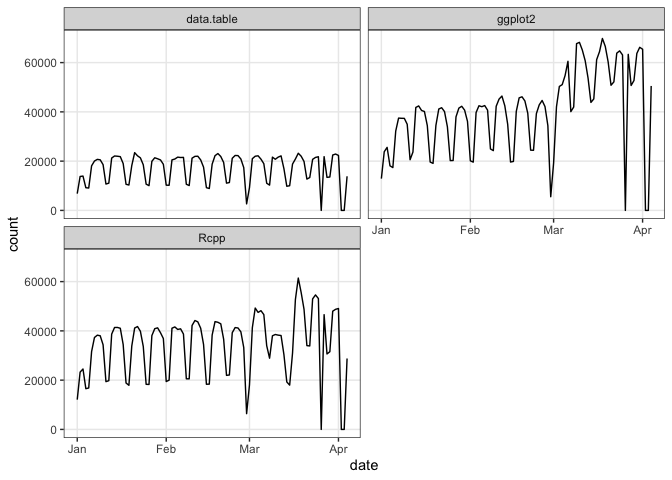 data.table
ggplot2
60000
40000
20000
0
Jan
Feb
Mar
Apr
Rcpp
60000
40000
20000
0
Jan
Feb
Mar
Apr
count
date